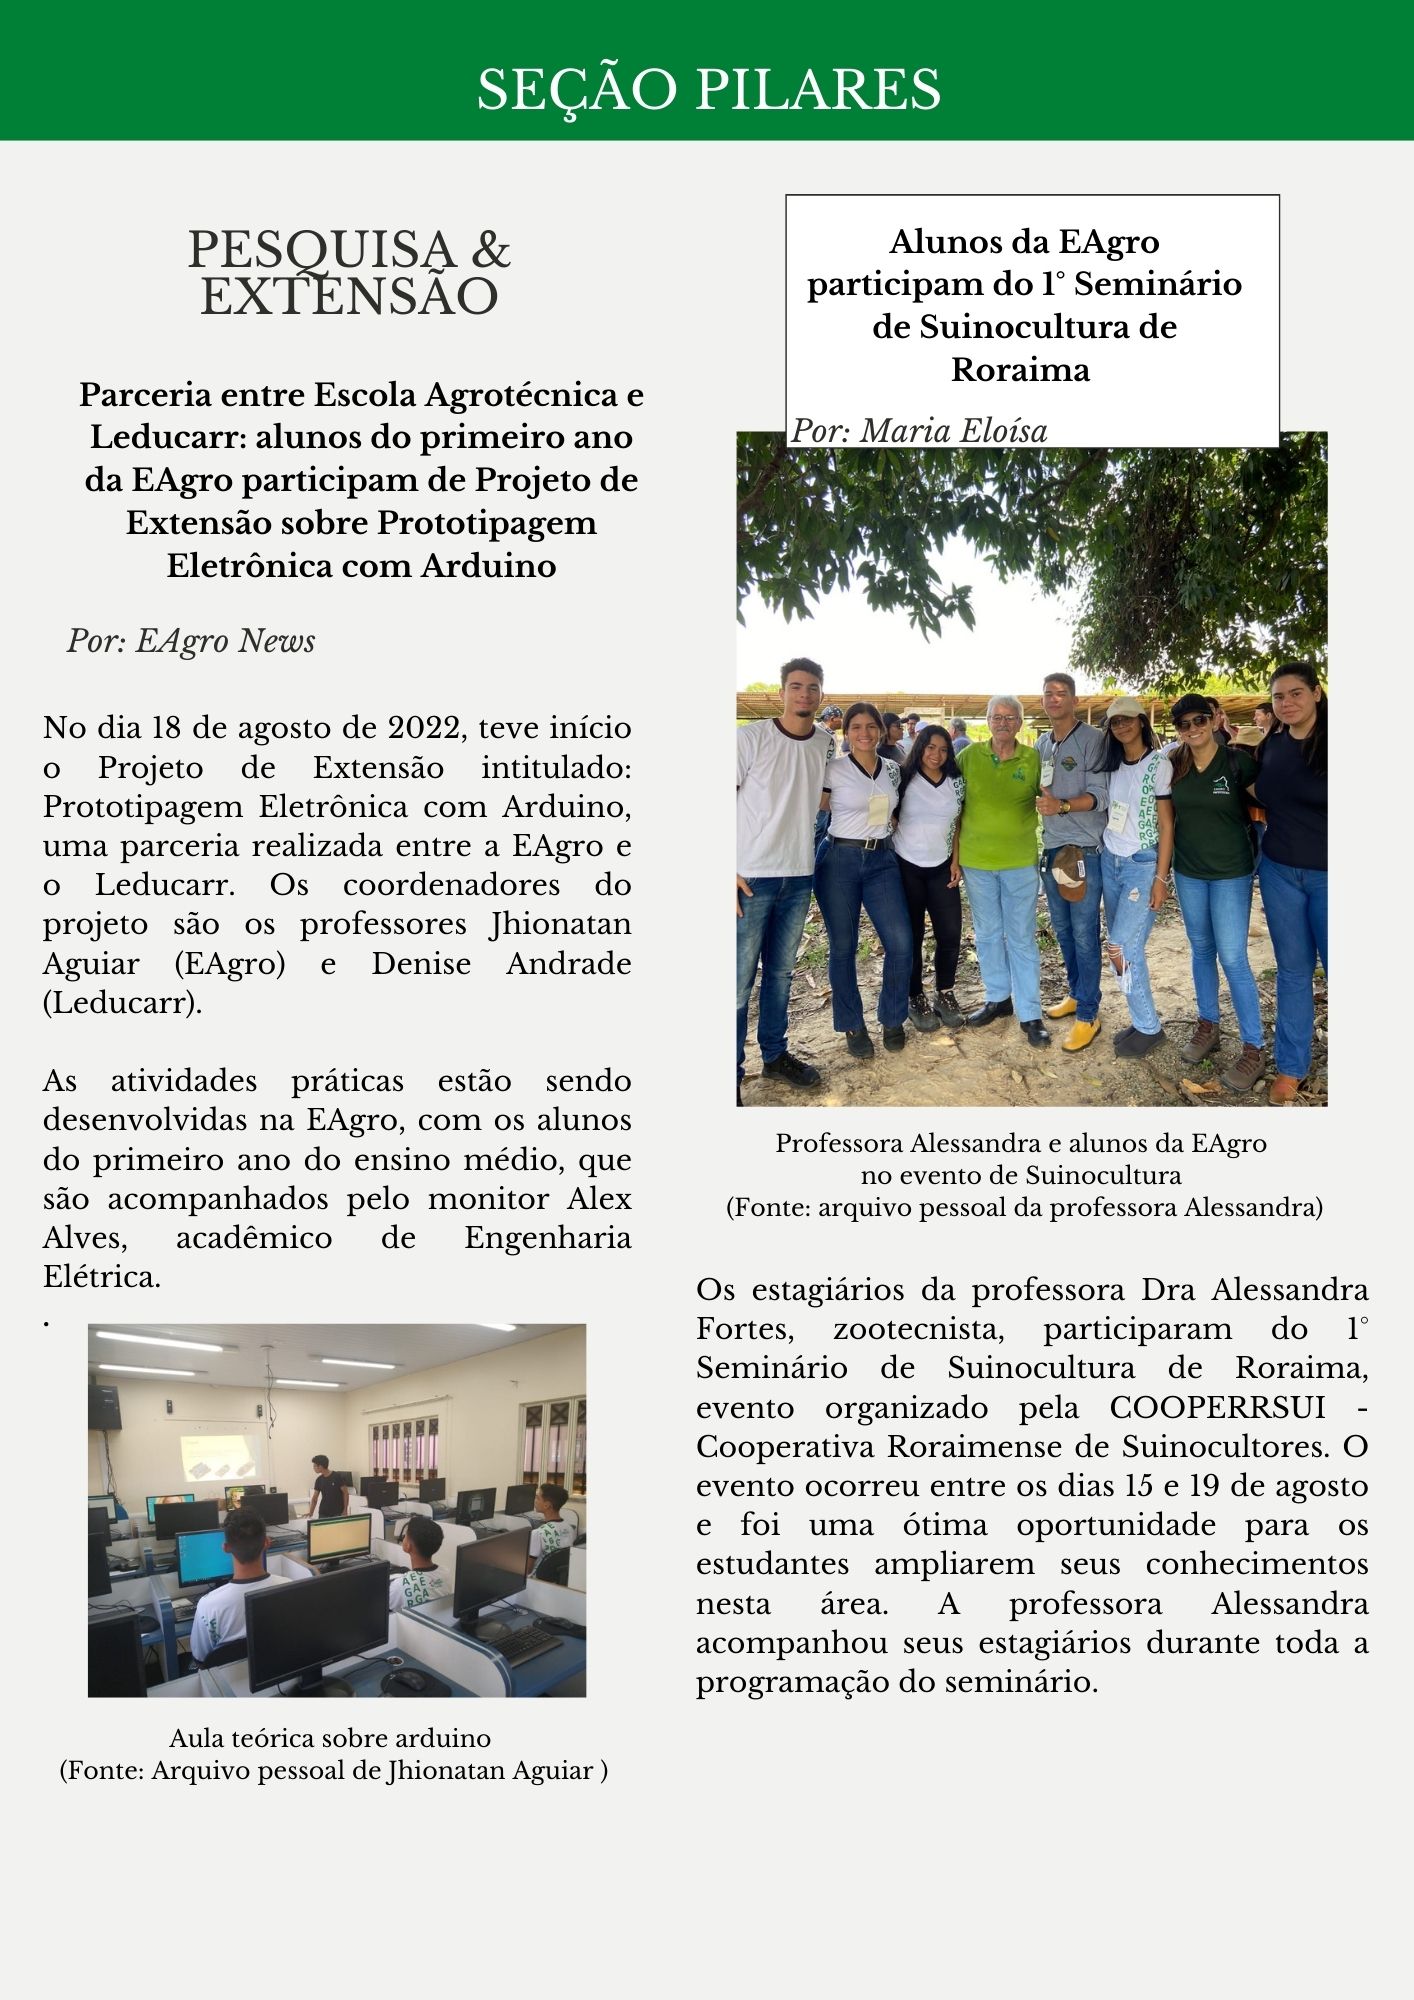 SEÇÃO PILARES
PESQUISA &
EXTENSÃO
Parceria entre Escola Agrotécnica e
Leducarr: alunos do primeiro ano
da EAgro participam de Projeto de
Extensão sobre Prototipagem
Eletrônica com Arduino
Por: EAgro News
No dia 18 de agosto de 2022, teve início
o Projeto de Extensão intitulado:
Prototipagem Eletrônica com Arduino,
uma parceria realizada entre a EAgro e
o Leducarr. Os coordenadores do
projeto são os professores Jhionatan
Aguiar (EAgro) e Denise Andrade
(Leducarr).
As atividades práticas estão sendo
desenvolvidas na EAgro, com os alunos
do primeiro ano do ensino médio, que
são acompanhados pelo monitor Alex
Alves, acadêmico de Engenharia
Elétrica.
.
Aula teórica sobre arduino
(Fonte: Arquivo pessoal de Jhionatan Aguiar )
Alunos da EAgro
participam do 1° Seminário
de Suinocultura de
Roraima
Por: Maria Eloísa
Professora Alessandra e alunos da EAgro
no evento de Suinocultura
(Fonte: arquivo pessoal da professora Alessandra)
Os estagiários da professora Dra Alessandra
Fortes, zootecnista, participaram do 1°
Seminário de Suinocultura de Roraima,
evento organizado pela COOPERRSUI -
Cooperativa Roraimense de Suinocultores. O
evento ocorreu entre os dias 15 e 19 de agosto
e foi uma ótima oportunidade para os
estudantes ampliarem seus conhecimentos
nesta área. A professora Alessandra
acompanhou seus estagiários durante toda a
programação do seminário.